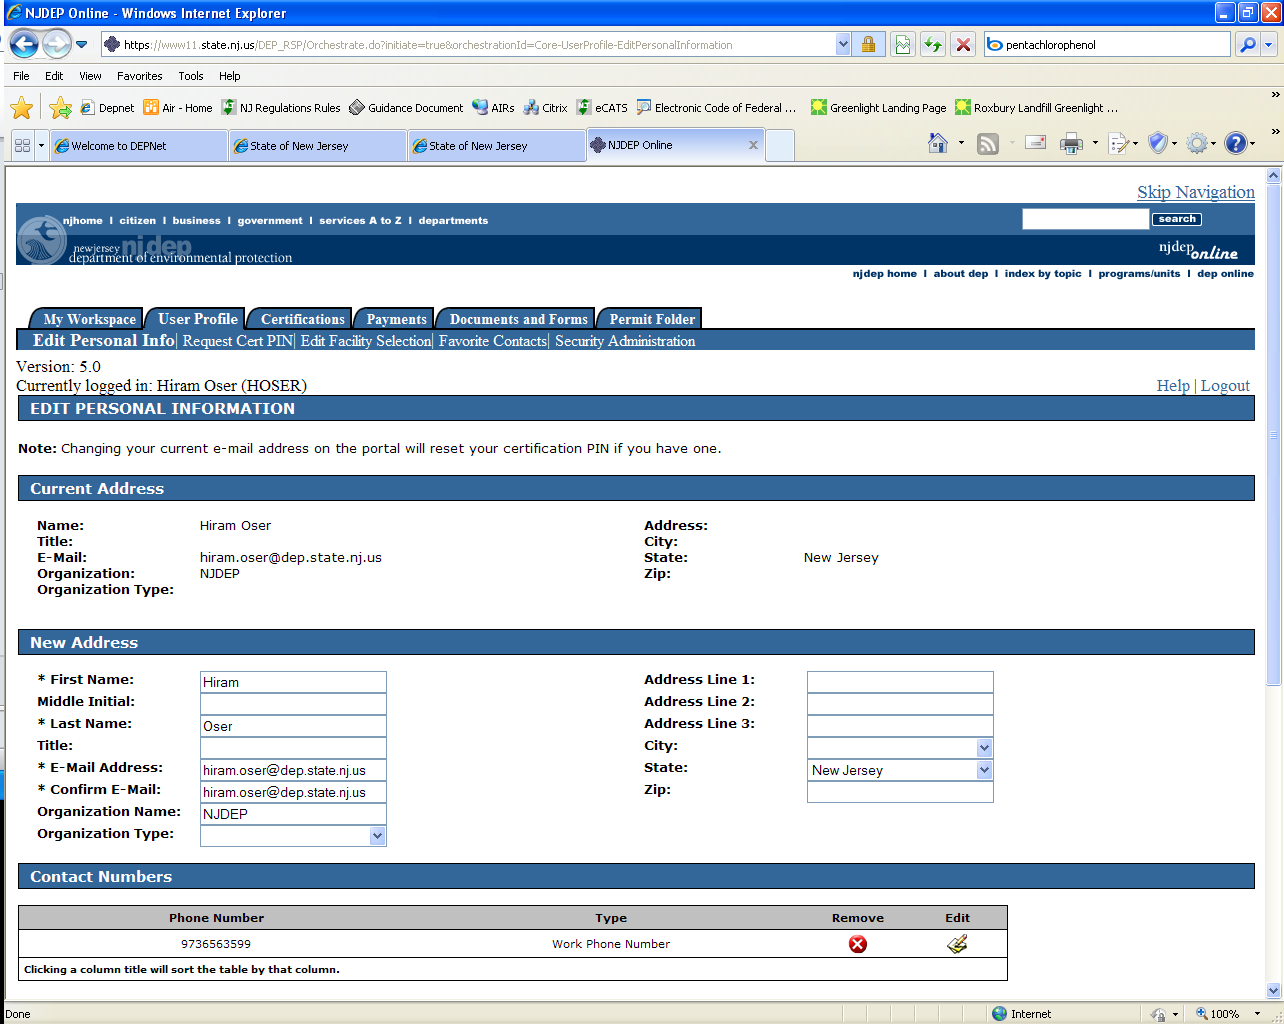 NJDEP Online - Windows Internet Explorer
https://www11.state.nj.us/DEP_RSP/Orchestrate.do?initiate=true&orchestrationId=Core-UserProfile-EditPersonalInformation
pentachlorophenol
File Edit View Favorites Tools Help
Depnet Air - Home NJ Regulations Rules Guidance Document AIRs Citrix eCATS Electronic Code of Federal ... Greenlight Landing Page Roxbury Landfill Greenlight ...
Welcome to DEPNet State of New Jersey State of New Jersey NJDEP Online
Skip Navigation
njhome | citizen | business | government | services A to Z | departments
search
newjersey njdep
department of environmental protection
njdep online
njdep home | about dep | index by topic | programs/units | dep online
My Workspace User Profile Certifications Payments Documents and Forms Permit Folder
Edit Personal Info| Request Cert PIN| Edit Facility Selection| Favorite Contacts| Security Administration
Version: 5.0
Currently logged in: Hiram Oser (HOSER)
Help | Logout
EDIT PERSONAL INFORMATION
Note: Changing your current e-mail address on the portal will reset your certification PIN if you have one.
Current Address
Name: Hiram Oser Address:
Title: City:
E-Mail: hiram.oser@dep.state.nj.us State: New Jersey
Organization: NJDEP Zip:
Organization Type:
New Address
* First Name: Hiram Address Line 1:
Middle Initial: Address Line 2:
* Last Name: Oser Address Line 3:
Title: City:
* E-Mail Address: hiram.oser@dep.state.nj.us State: New Jersey
* Confirm E-Mail: hiram.oser@dep.state.nj.us Zip:
Organization Name: NJDEP
Organization Type:
Contact Numbers
Phone Number Type Remove Edit
9736563599 Work Phone Number
Clicking a column title will sort the table by that column.
Done Internet 100%